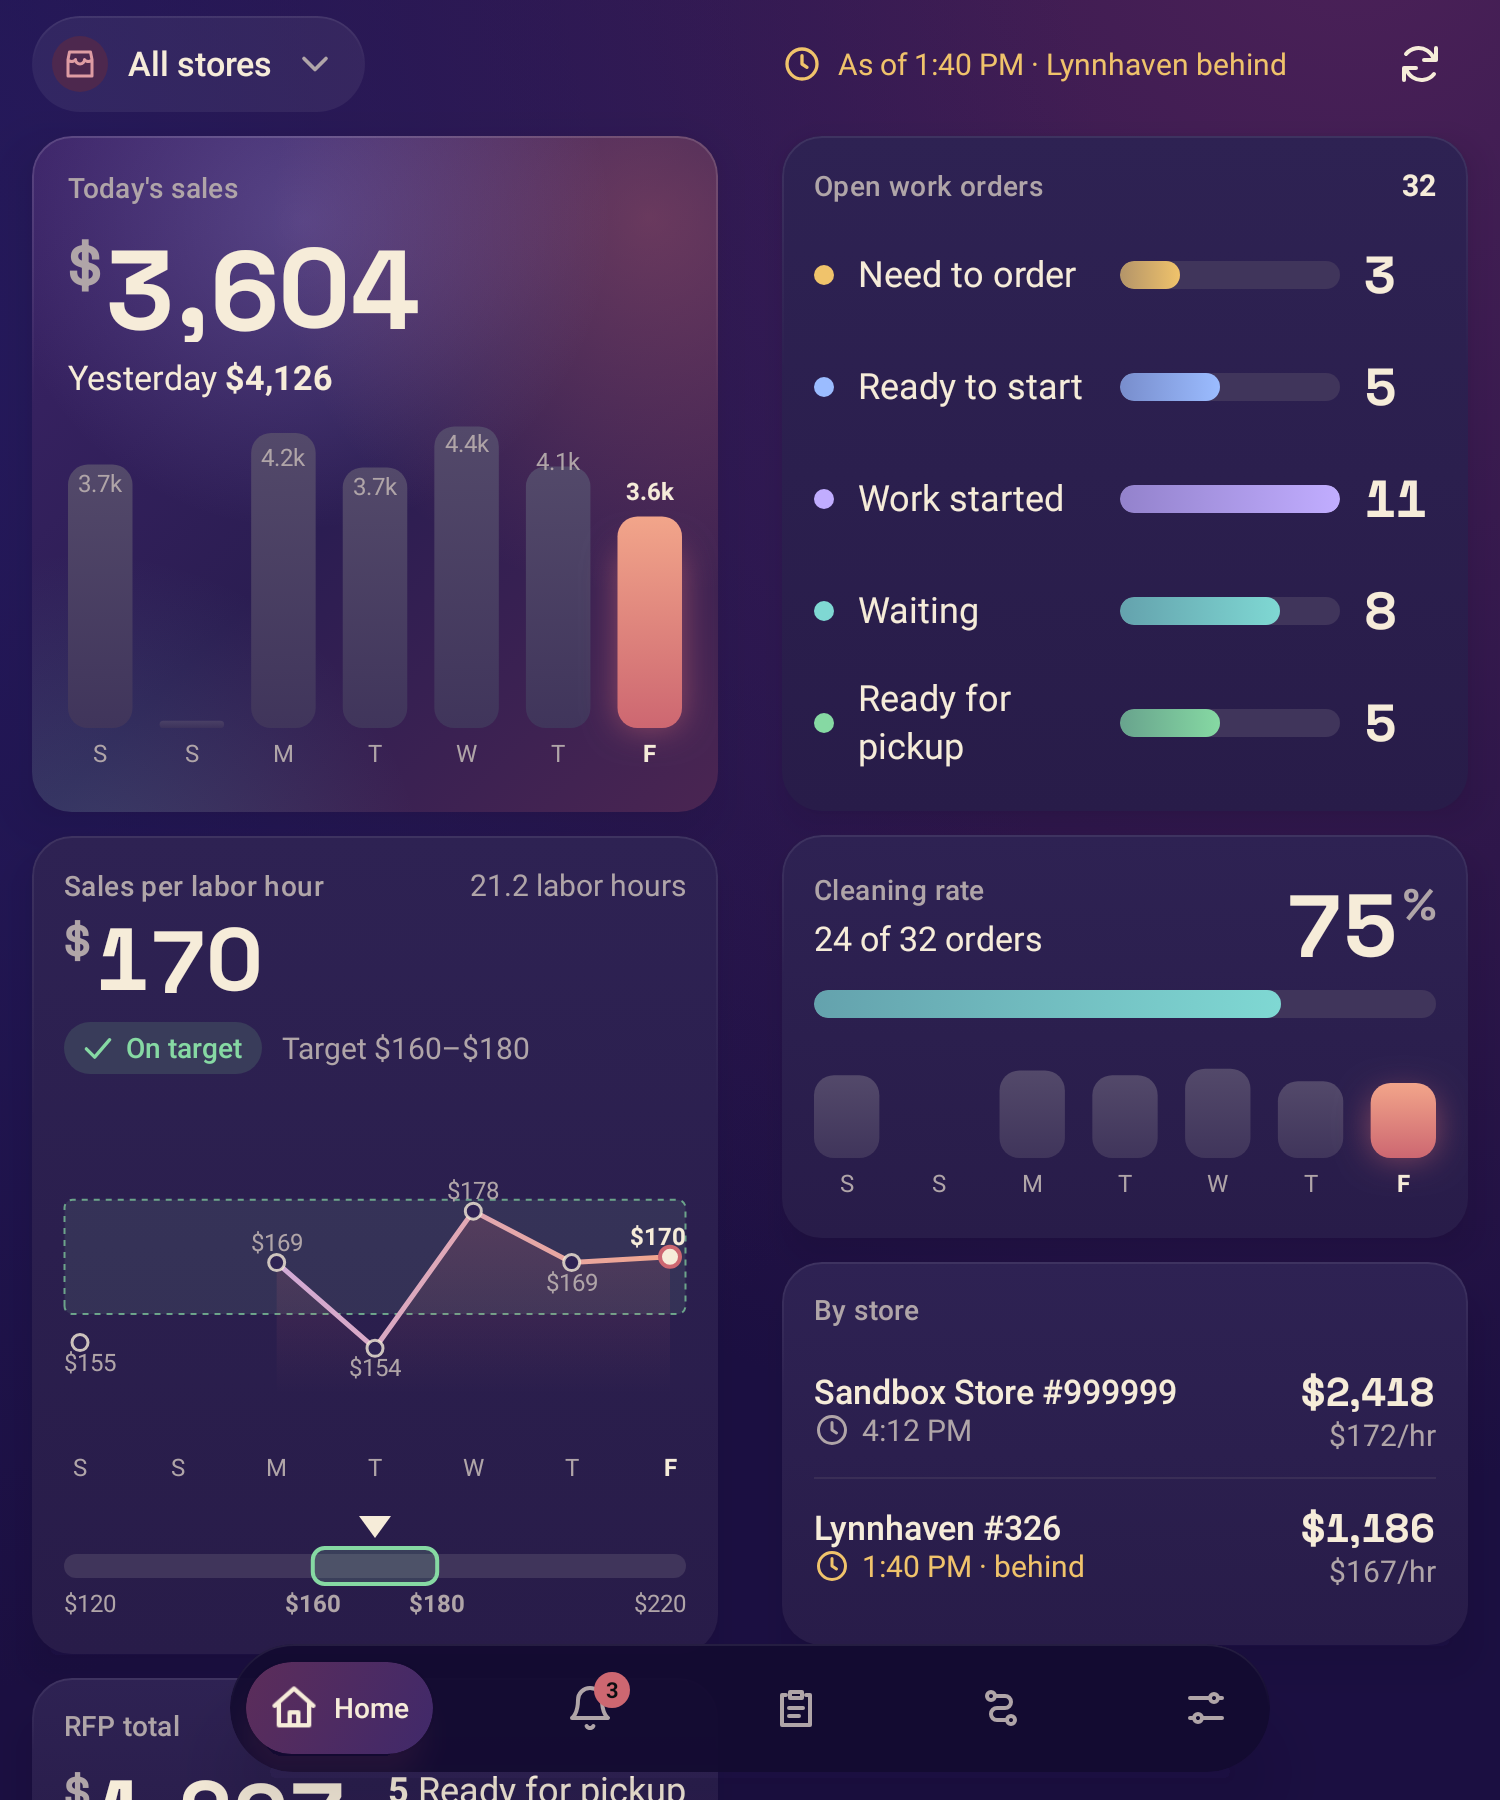 All stores
As of 1:40 PM · Lynnhaven behind
Today's sales
$3,604
Yesterday $4,126
3.7k
4.2k
3.7k
4.4k
4.1k
3.6k
S S M T W T F
Open work orders 32
Need to order 3
Ready to start 5
Work started 11
Waiting 8
Ready for
pickup 5
Sales per labor hour 21.2 labor hours
$170
On target Target $160–$180
$178
$169
$170
$169
$155
$154
S S M T W T F
$120 $160 $180 $220
Cleaning rate
24 of 32 orders
75%
S S M T W T F
By store
Sandbox Store #999999 $2,418
4:12 PM $172/hr
Lynnhaven #326 $1,186
1:40 PM · behind $167/hr
Home
3
RFP total
5 Ready for pickup